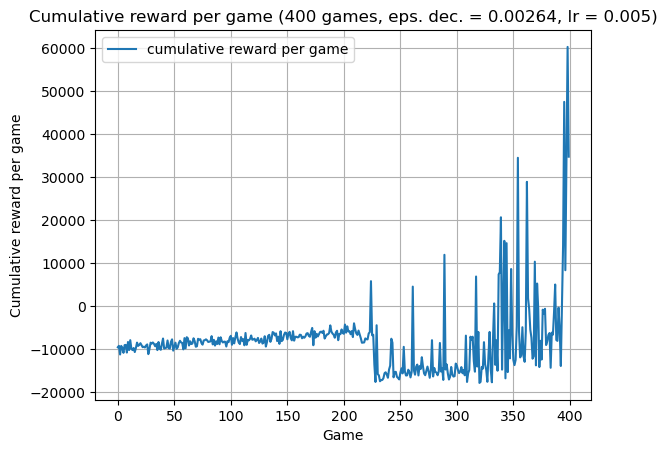 Cumulative reward per game (400 games, eps. dec. = 0.00264, lr = 0.005)
cumulative reward per game
60000
50000
40000
30000
20000
10000
0
−10000
−20000
Cumulative reward per game
0 50 100 150 200 250 300 350 400
Game